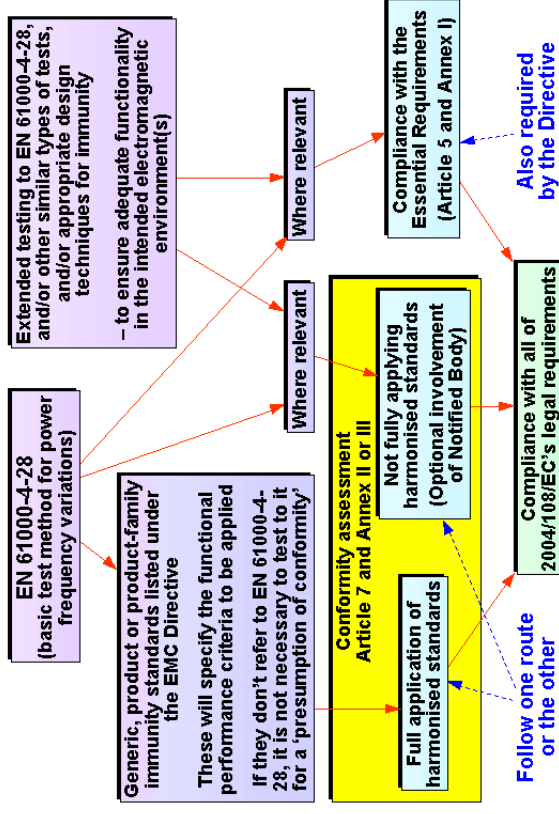 EN 61000-4-28
(basic test method for power
frequency variations)
Extended testing to EN 61000-4-28,
and/or other similar types of tests,
and/or appropriate design
techniques for immunity
– to ensure adequate functionality
in the intended electromagnetic
environment(s)
Generic, product or product-family
immunity standards listed under
the EMC Directive
These will specify the functional
performance criteria to be applied
If they don't refer to EN 61000-4-
28, it is not necessary to test to it
for a 'presumption of conformity'
Where relevant
Where relevant
Conformity assessment
Article 7 and Annex II or III
Full application of
harmonised standards
Not fully applying
harmonised standards
(Optional involvement
of Notified Body)
Compliance with the
Essential Requirements
(Article 5 and Annex I)
Follow one route
or the other
Compliance with all of
2004/108/EC's legal requirements
Also required
by the Directive